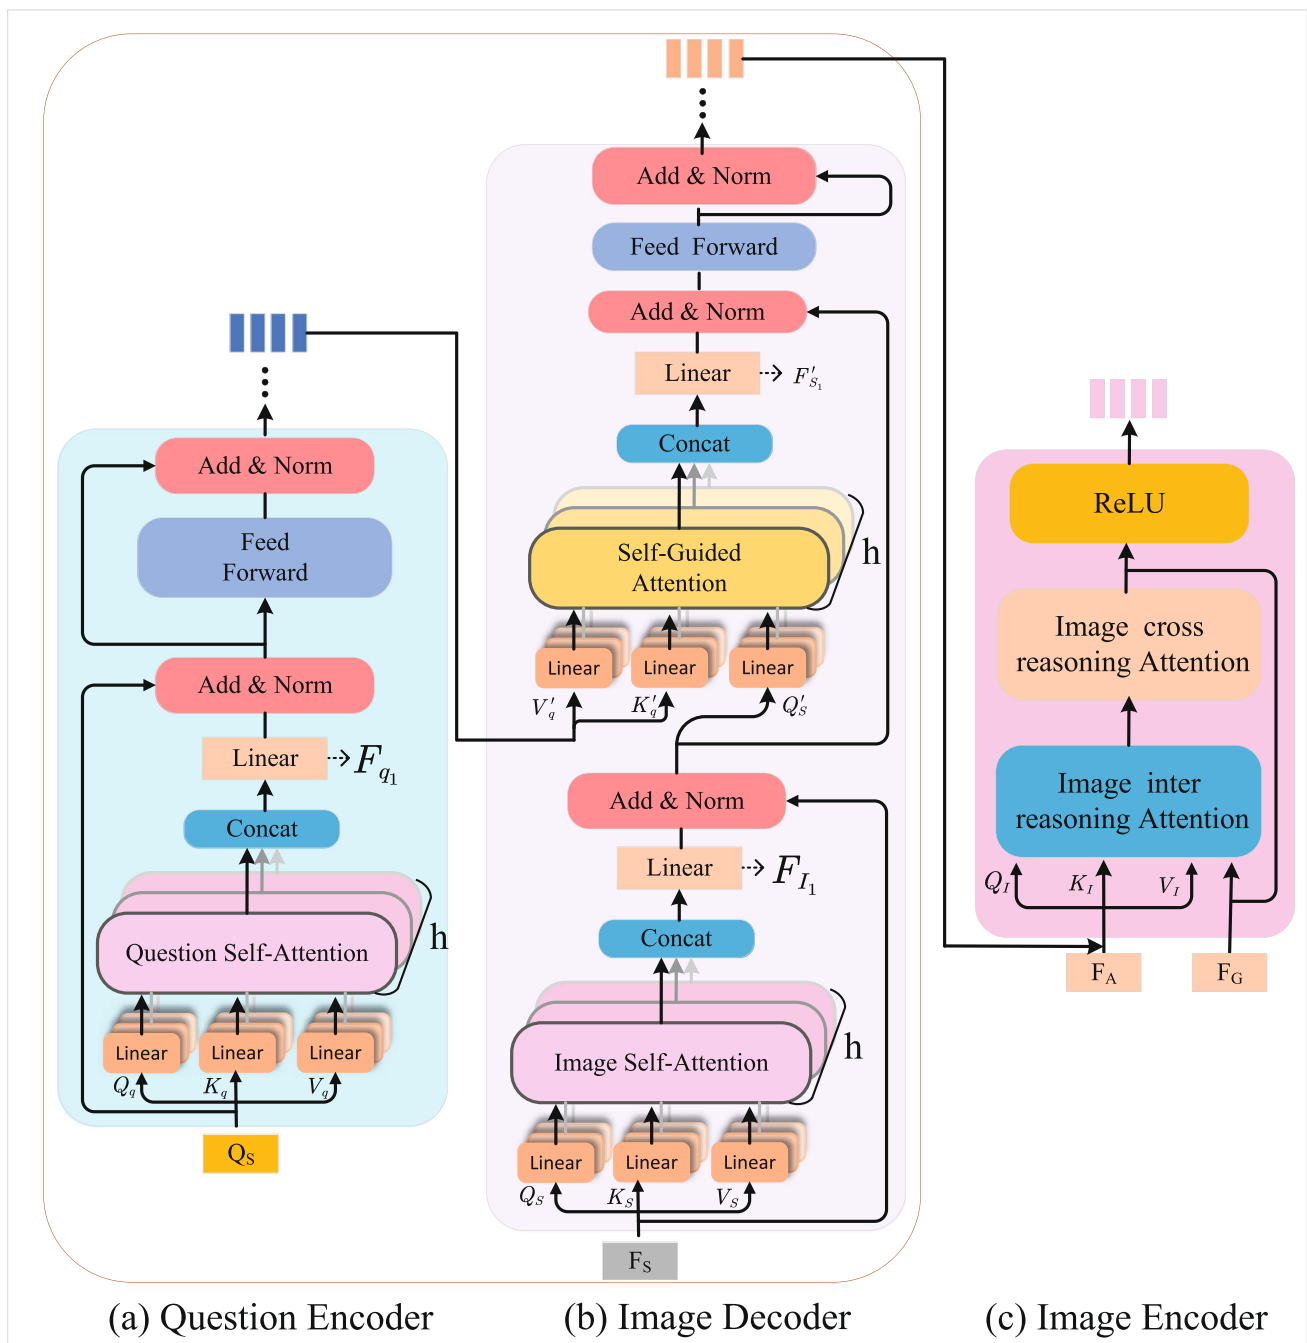 Add & Norm
Feed Forward
Add & Norm
Linear
F′S1
Concat
Self-Guided
Attention
h
Linear
Linear
Linear
V′q
K′q
Q′S
Add & Norm
Linear
FI1
Concat
Image Self-Attention
h
Linear
Linear
Linear
QS
KS
VS
FS
Add & Norm
Feed
Forward
Add & Norm
Linear
Fq1
Concat
Question Self-Attention
h
Linear
Linear
Linear
Qq
Kq
Vq
QS
ReLU
Image cross
reasoning Attention
Image inter
reasoning Attention
QI
KI
VI
FA
FG
(a) Question Encoder
(b) Image Decoder
(c) Image Encoder